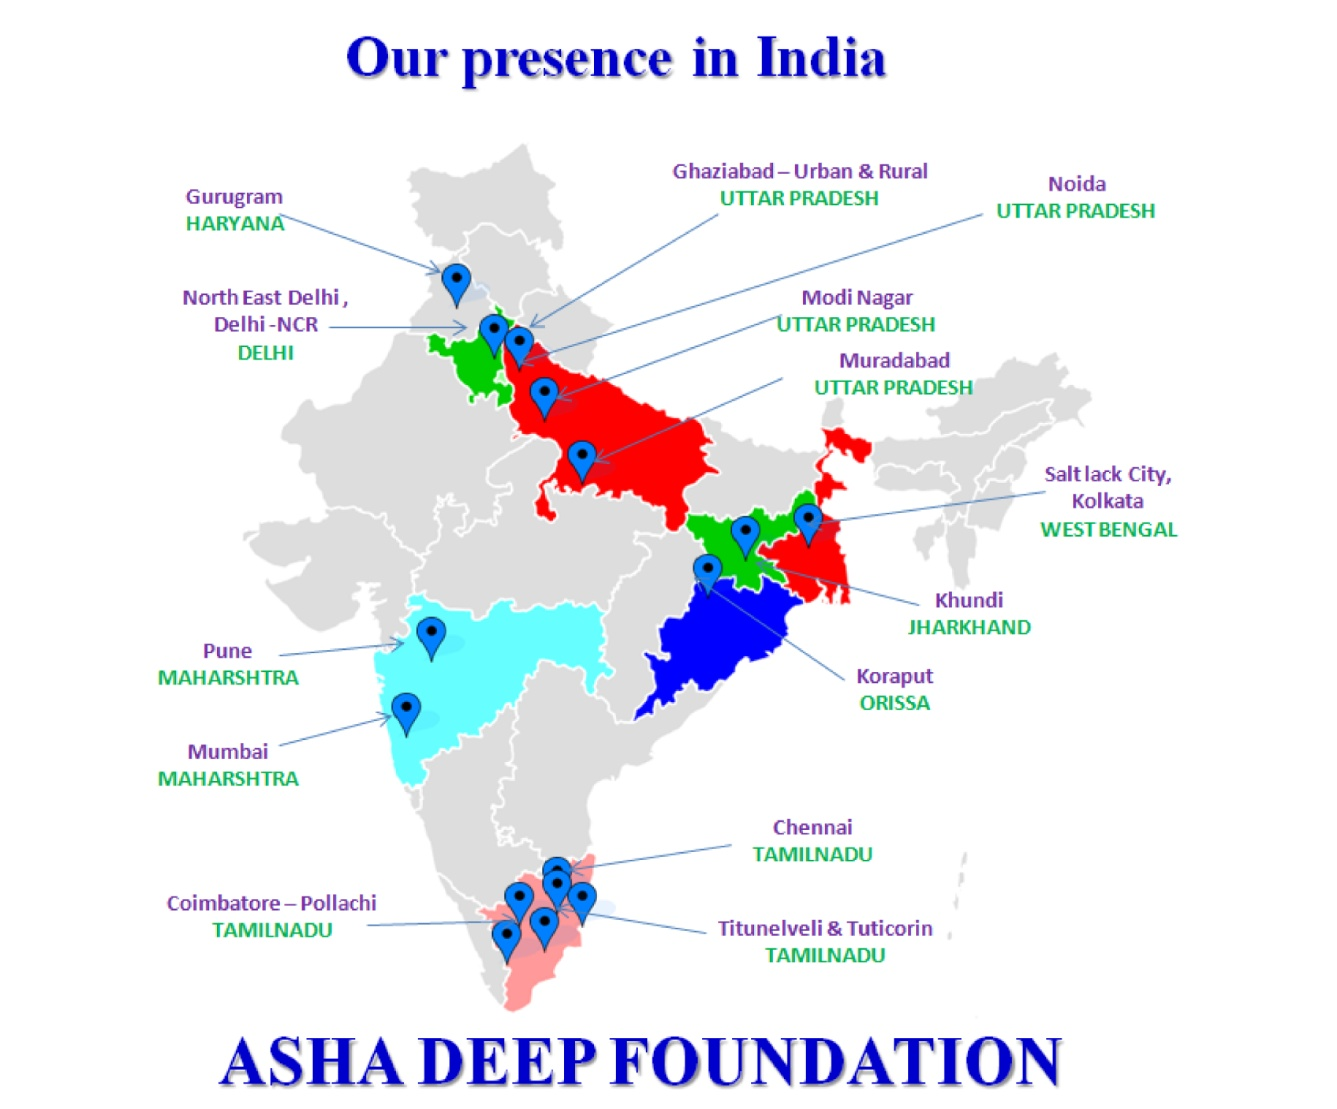 Our presence in India
Ghaziabad – Urban & Rural
UTTAR PRADESH
Noida
UTTAR PRADESH
Gurugram
HARYANA
North East Delhi ,
Delhi -NCR
DELHI
Modi Nagar
UTTAR PRADESH
Muradabad
UTTAR PRADESH
Salt lack City,
Kolkata
WEST BENGAL
Khundi
JHARKHAND
Pune
MAHARSHTRA
Koraput
ORISSA
Mumbai
MAHARSHTRA
Chennai
TAMILNADU
Coimbatore – Pollachi
TAMILNADU
Titunelveli & Tuticorin
TAMILNADU
ASHA DEEP FOUNDATION